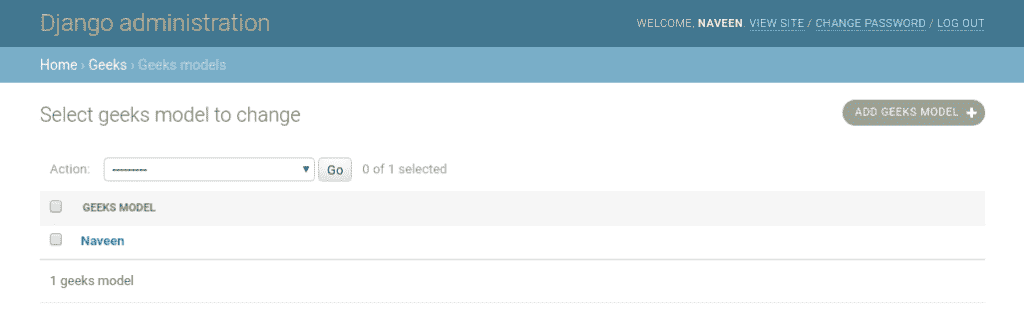 Django administration
WELCOME, NAVEEN. VIEW SITE / CHANGE PASSWORD / LOG OUT
Home › Geeks › Geeks models
Select geeks model to change
ADD GEEKS MODEL +
Action: --------- Go 0 of 1 selected
GEEKS MODEL
Naveen
1 geeks model